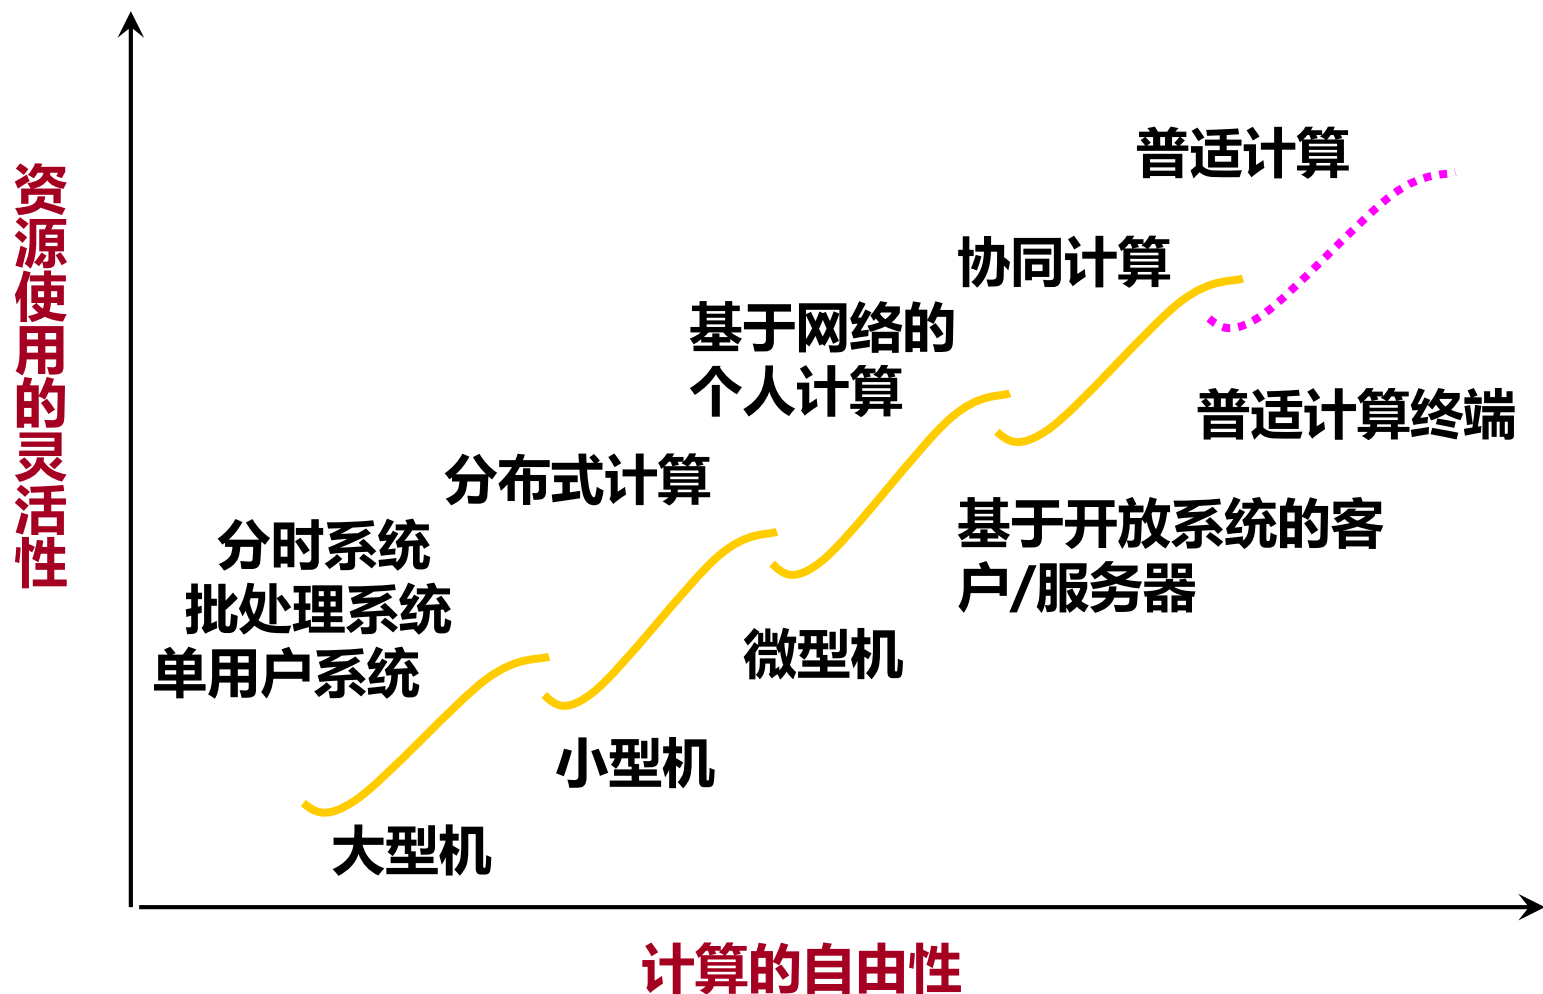 资源使用的灵活性
普适计算
协同计算
基于网络的
个人计算
普适计算终端
分布式计算
基于开放系统的客
户/服务器
分时系统
批处理系统
单用户系统
微型机
小型机
大型机
计算的自由性